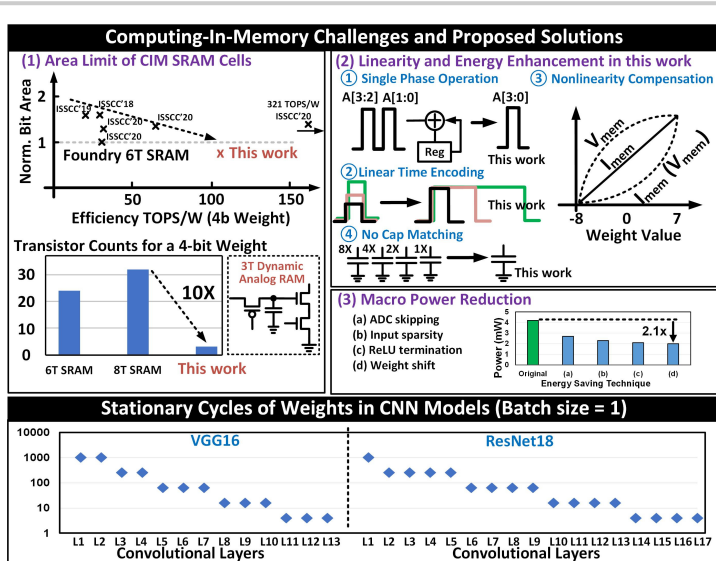 Computing-In-Memory Challenges and Proposed Solutions
(1) Area Limit of CIM SRAM Cells
Norm. Bit Area
2
1
0
50
100
150
ISSCC'19
ISSCC'18
ISSCC'20
ISSCC'20
ISSCC'20
321 TOPS/W
ISSCC'20
Foundry 6T SRAM
x This work
Efficiency TOPS/W (4b Weight)
Transistor Counts for a 4-bit Weight
30
20
10
0
10X
6T SRAM
8T SRAM
This work
3T Dynamic
Analog RAM
(2) Linearity and Energy Enhancement in this work
1 Single Phase Operation
A[3:2] A[1:0]
Reg
A[3:0]
This work
2 Linear Time Encoding
This work
4 No Cap Matching
8X 4X 2X 1X
This work
3 Nonlinearity Compensation
Vmem
Imem
Imem (Vmem)
-8 0 7
Weight Value
(3) Macro Power Reduction
(a) ADC skipping
(b) Input sparsity
(c) ReLU termination
(d) Weight shift
Power (mW)
5
4
3
2
1
0
2.1x
Original (a) (b) (c) (d)
Energy Saving Technique
Stationary Cycles of Weights in CNN Models (Batch size = 1)
10000
1000
100
10
1
VGG16
ResNet18
L1 L2 L3 L4 L5 L6 L7 L8 L9 L10 L11 L12 L13
L1 L2 L3 L4 L5 L6 L7 L8 L9 L10 L11 L12 L13 L14 L15 L16 L17
Convolutional Layers
Convolutional Layers